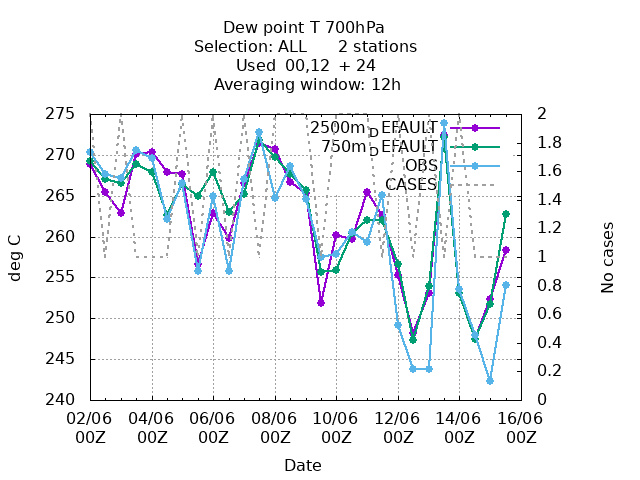 Dew point T 700hPa
Selection: ALL      2 stations
Used  00,12  + 24
Averaging window: 12h
275
270
265
260
255
250
245
240
deg C
2500m_DEFAULT
750m_DEFAULT
OBS
CASES
2
1.8
1.6
1.4
1.2
1
0.8
0.6
0.4
0.2
0
No cases
02/06 04/06 06/06 08/06 10/06 12/06 14/06 16/06
00Z 00Z 00Z 00Z 00Z 00Z 00Z 00Z
Date